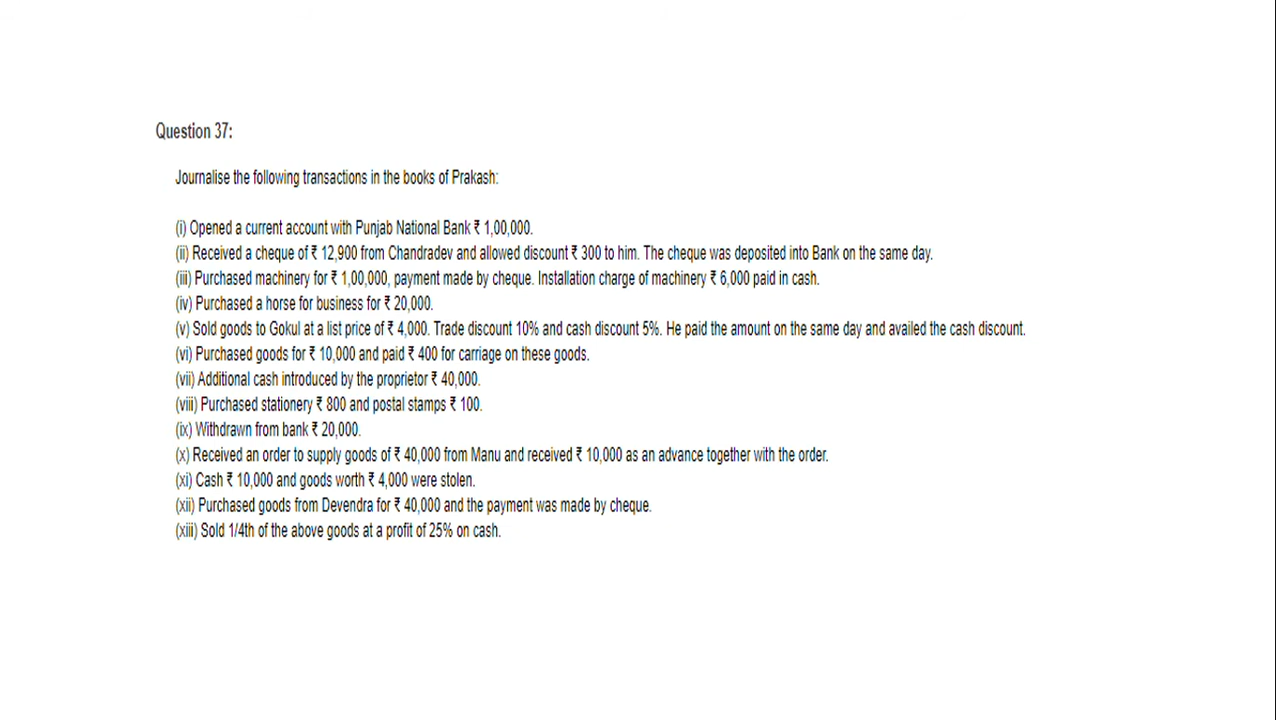 Question 37:
Journalise the following transactions in the books of Prakash:
(i) Opened a current account with Punjab National Bank ₹ 1,00,000.
(ii) Received a cheque of ₹ 12,900 from Chandradev and allowed discount ₹ 300 to him. The cheque was deposited into Bank on the same day.
(iii) Purchased machinery for ₹ 1,00,000, payment made by cheque. Installation charge of machinery ₹ 6,000 paid in cash.
(iv) Purchased a horse for business for ₹ 20,000.
(v) Sold goods to Gokul at a list price of ₹ 4,000. Trade discount 10% and cash discount 5%. He paid the amount on the same day and availed the cash discount.
(vi) Purchased goods for ₹ 10,000 and paid ₹ 400 for carriage on these goods.
(vii) Additional cash introduced by the proprietor ₹ 40,000.
(viii) Purchased stationery ₹ 800 and postal stamps ₹ 100.
(ix) Withdrawn from bank ₹ 20,000.
(x) Received an order to supply goods of ₹ 40,000 from Manu and received ₹ 10,000 as an advance together with the order.
(xi) Cash ₹ 10,000 and goods worth ₹ 4,000 were stolen.
(xii) Purchased goods from Devendra for ₹ 40,000 and the payment was made by cheque.
(xiii) Sold 1/4th of the above goods at a profit of 25% on cash.